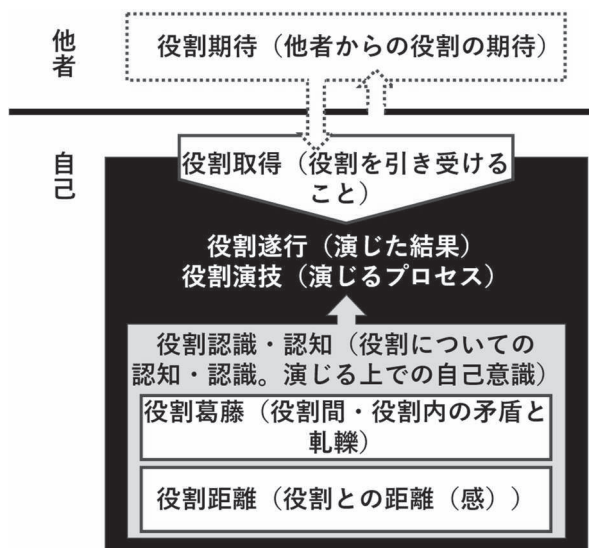 他者
役割期待（他者からの役割の期待）
自己
役割取得（役割を引き受ける
こと）
役割遂行（演じた結果）
役割演技（演じるプロセス）
役割認識・認知（役割についての
認知・認識。演じる上での自己意識）
役割葛藤（役割間・役割内の矛盾と
軋轢）
役割距離（役割との距離（感））